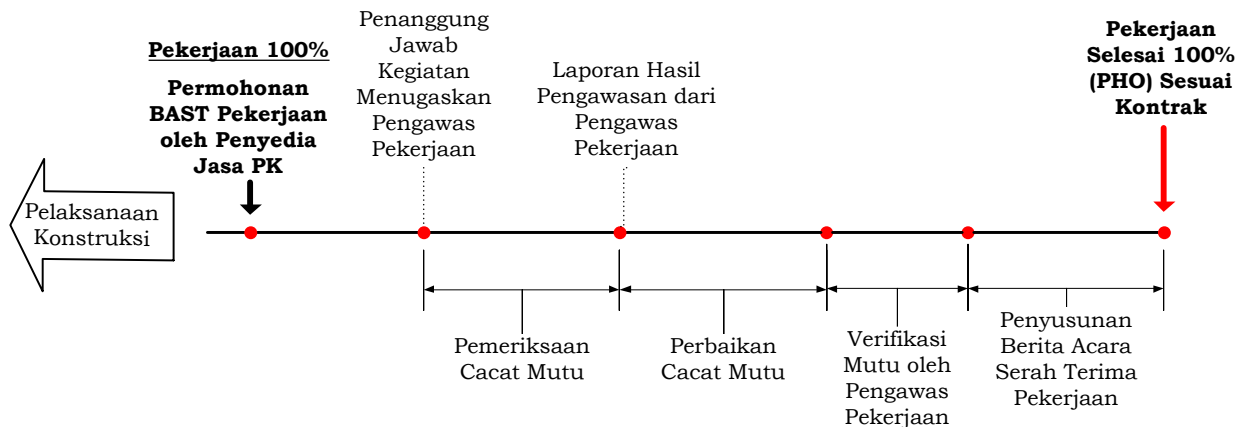 Pekerjaan 100%
Permohonan
BAST Pekerjaan
oleh Penyedia
Jasa PK
Penanggung
Jawab
Kegiatan
Menugaskan
Pengawas
Pekerjaan
Laporan Hasil
Pengawasan dari
Pengawas
Pekerjaan
Pekerjaan
Selesai 100%
(PHO) Sesuai
Kontrak
Pelaksanaan
Konstruksi
Pemeriksaan
Cacat Mutu
Perbaikan
Cacat Mutu
Verifikasi
Mutu oleh
Pengawas
Pekerjaan
Penyusunan
Berita Acara
Serah Terima
Pekerjaan